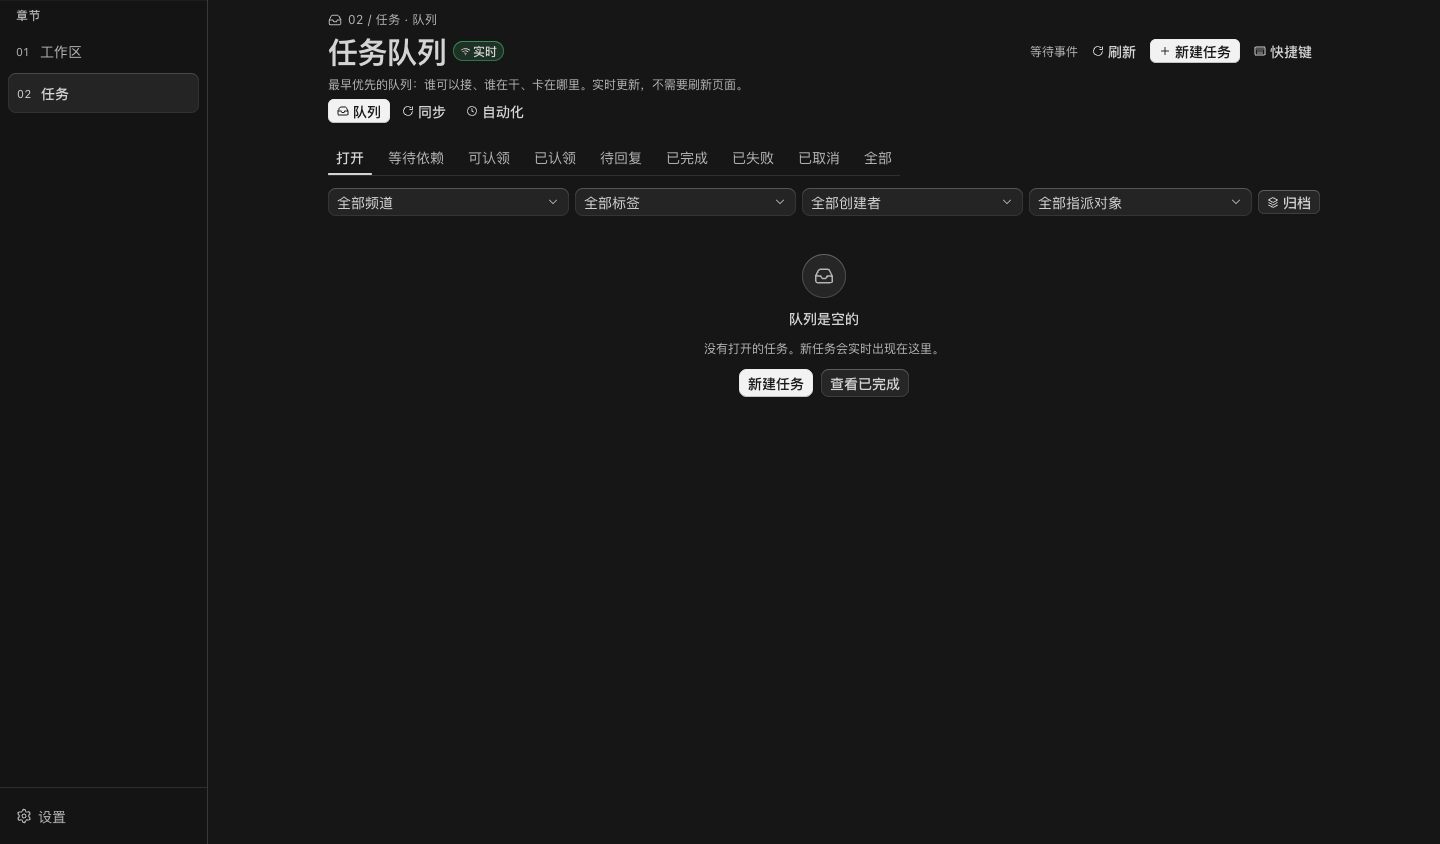 章节
01 工作区
02 任务
设置
02 / 任务 · 队列
任务队列 实时
等待事件 刷新 新建任务 快捷键
最早优先的队列：谁可以接、谁在干、卡在哪里。实时更新，不需要刷新页面。
队列 同步 自动化
打开 等待依赖 可认领 已认领 待回复 已完成 已失败 已取消 全部
全部频道 全部标签 全部创建者 全部指派对象 归档
队列是空的
没有打开的任务。新任务会实时出现在这里。
新建任务 查看已完成